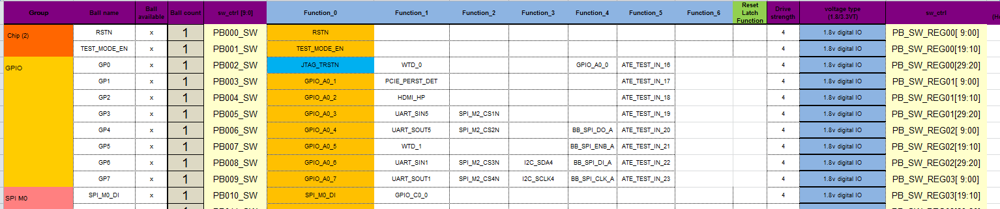 Group Ball name Ball available Ball count sw_ctrl [0:0] Function_0 Function_1 Function_2 Function_3 Function_4 Function_5 Function_6 Reset Latch Function Drive strength voltage type (1.8/3.3VT) sw_ctrl (H
Chip (2) RSTN x 1 PB000_SW RSTN 4 1.8v digital IO PB_SW_REG00[ 9:00]
TEST_MODE_EN x 1 PB001_SW TEST_MODE_EN 4 1.8v digital IO PB_SW_REG00[19:10]
GPIO GP0 x 1 PB002_SW JTAG_TRSTN WTD_0 GPIO_A0_0 ATE_TEST_IN_16 4 1.8v digital IO PB_SW_REG00[29:20]
GP1 x 1 PB003_SW GPIO_A0_1 PCIE_PERST_DET ATE_TEST_IN_17 4 1.8v digital IO PB_SW_REG01[ 9:00]
GP2 x 1 PB004_SW GPIO_A0_2 HDMI_HP ATE_TEST_IN_18 4 1.8v digital IO PB_SW_REG01[19:10]
GP3 x 1 PB005_SW GPIO_A0_3 UART_SIN5 SPI_M2_CS1N ATE_TEST_IN_19 4 1.8v digital IO PB_SW_REG01[29:20]
GP4 x 1 PB006_SW GPIO_A0_4 UART_SOUT5 SPI_M2_CS2N BB_SPI_DO_A ATE_TEST_IN_20 4 1.8v digital IO PB_SW_REG02[ 9:00]
GP5 x 1 PB007_SW GPIO_A0_5 WTD_1 BB_SPI_ENB_A ATE_TEST_IN_21 4 1.8v digital IO PB_SW_REG02[19:10]
GP6 x 1 PB008_SW GPIO_A0_6 UART_SIN1 SPI_M2_CS3N I2C_SDA4 BB_SPI_DI_A ATE_TEST_IN_22 4 1.8v digital IO PB_SW_REG02[29:20]
GP7 x 1 PB009_SW GPIO_A0_7 UART_SOUT1 SPI_M2_CS4N I2C_SCLK4 BB_SPI_CLK_A ATE_TEST_IN_23 4 1.8v digital IO PB_SW_REG03[ 9:00]
SPI M0 SPI_M0_DI x 1 PB010_SW SPI_M0_DI GPIO_C0_0 4 1.8v digital IO PB_SW_REG03[19:10]